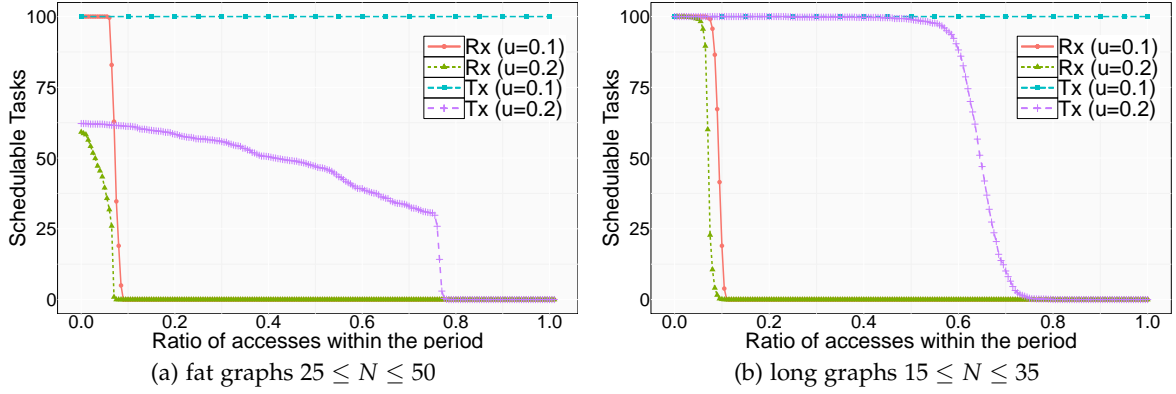 100
75
50
25
0
Schedulable Tasks
Rx (u=0.1)
Rx (u=0.2)
Tx (u=0.1)
Tx (u=0.2)
0.0 0.2 0.4 0.6 0.8 1.0
Ratio of accesses within the period
(a) fat graphs 25 ≤ N ≤ 50
100
75
50
25
0
Schedulable Tasks
Rx (u=0.1)
Rx (u=0.2)
Tx (u=0.1)
Tx (u=0.2)
0.0 0.2 0.4 0.6 0.8 1.0
Ratio of accesses within the period
(b) long graphs 15 ≤ N ≤ 35